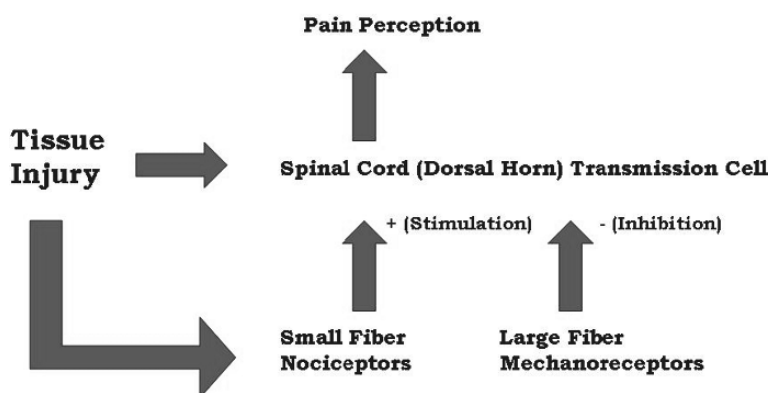 Pain Perception
Tissue
Injury
Spinal Cord (Dorsal Horn) Transmission Cell
+ (Stimulation)
- (Inhibition)
Small Fiber
Nociceptors
Large Fiber
Mechanoreceptors